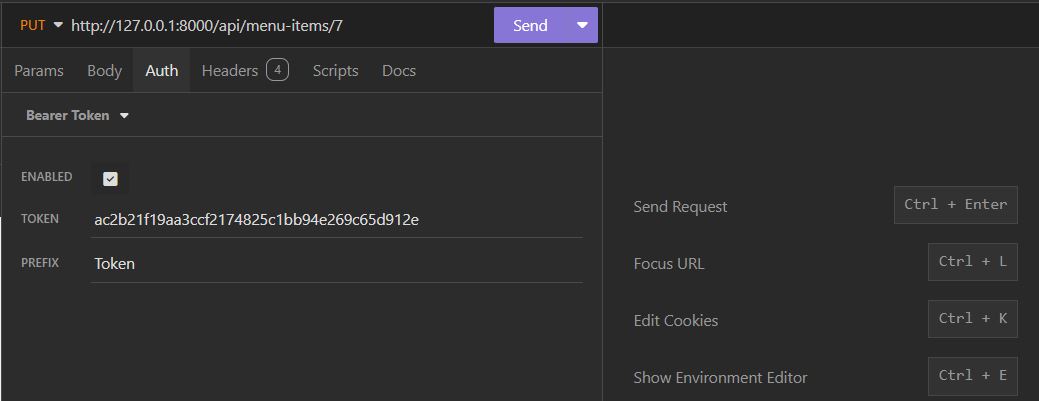 PUT http://127.0.0.1:8000/api/menu-items/7 Send
Params Body Auth Headers 4 Scripts Docs
Bearer Token
ENABLED
TOKEN ac2b21f19aa3ccf2174825c1bb94e269c65d912e
PREFIX Token
Send Request Ctrl + Enter
Focus URL Ctrl + L
Edit Cookies Ctrl + K
Show Environment Editor Ctrl + E